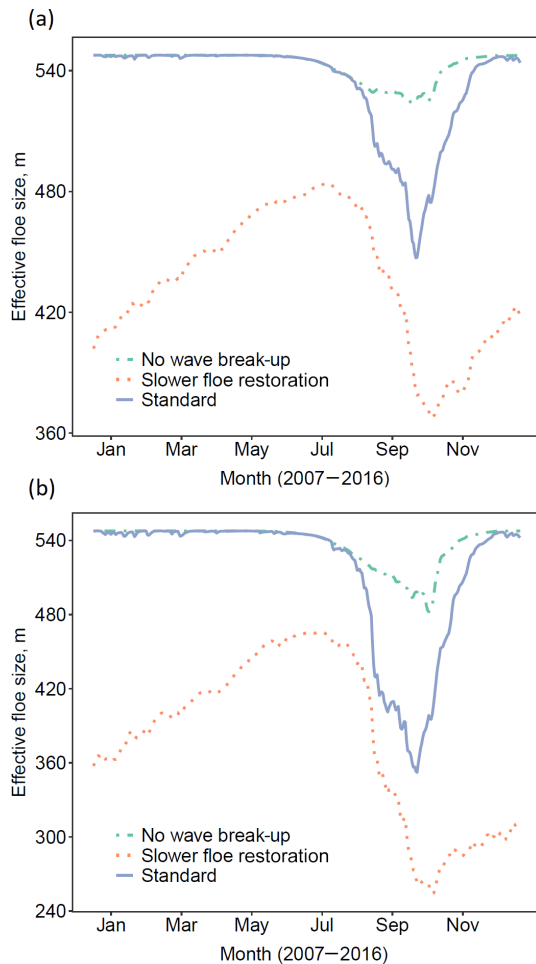 (a)
Effective floe size, m
540
480
420
360
No wave break-up
Slower floe restoration
Standard
Jan Mar May Jul Sep Nov
Month (2007−2016)
(b)
Effective floe size, m
540
480
420
360
300
240
No wave break-up
Slower floe restoration
Standard
Jan Mar May Jul Sep Nov
Month (2007−2016)